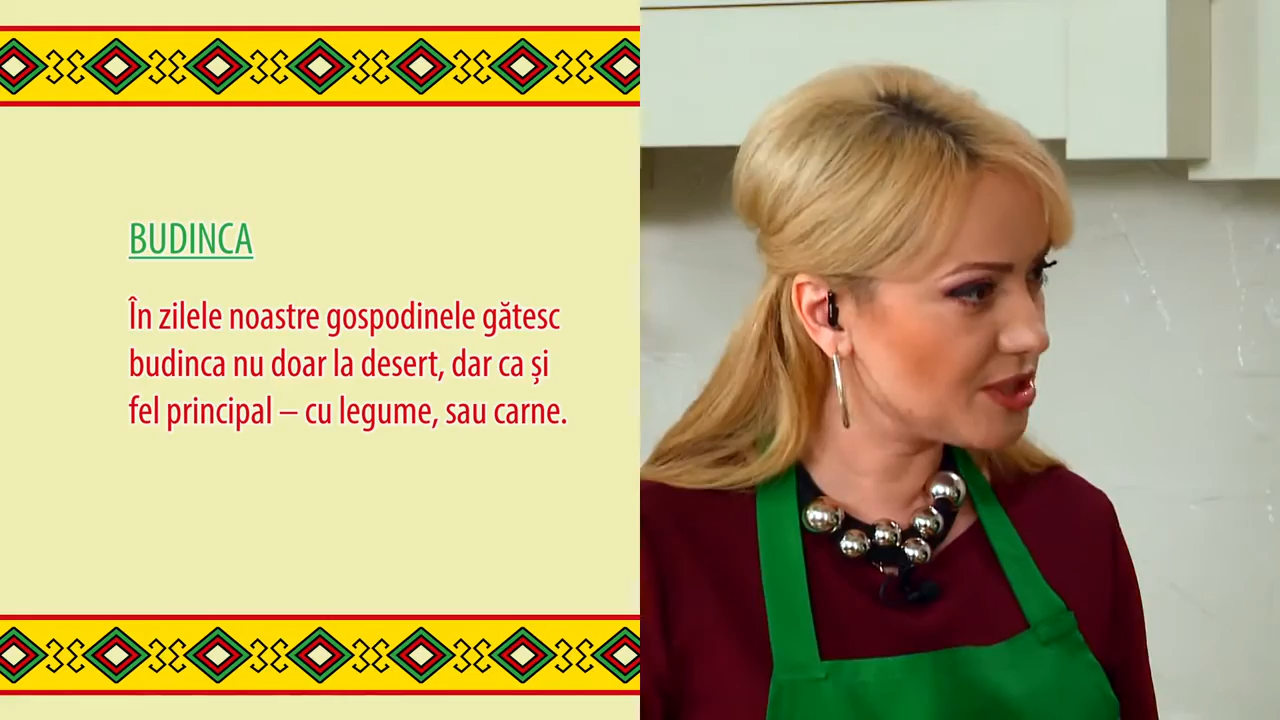 BUDINCA
În zilele noastre gospodinele gătesc
budinca nu doar la desert, dar ca și
fel principal – cu legume, sau carne.